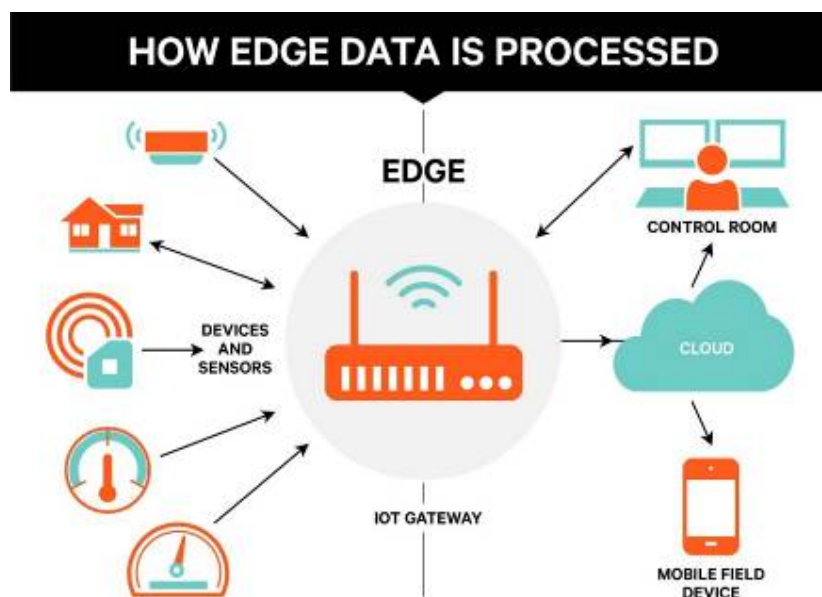 HOW EDGE DATA IS PROCESSED
EDGE
CONTROL ROOM
DEVICES
AND
SENSORS
CLOUD
IOT GATEWAY
MOBILE FIELD
DEVICE